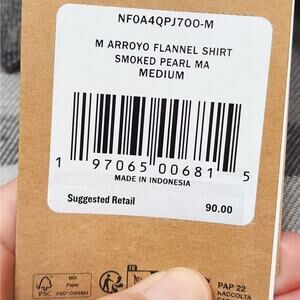 NF0A4QPJ7OO-M
M ARROYO FLANNEL SHIRT
SMOKED PEARL MA
MEDIUM
1 97065 00681 5
MADE IN INDONESIA
Suggested Retail 90.00
MIX
Paper
FSC
PAP 22
RACCOLTA